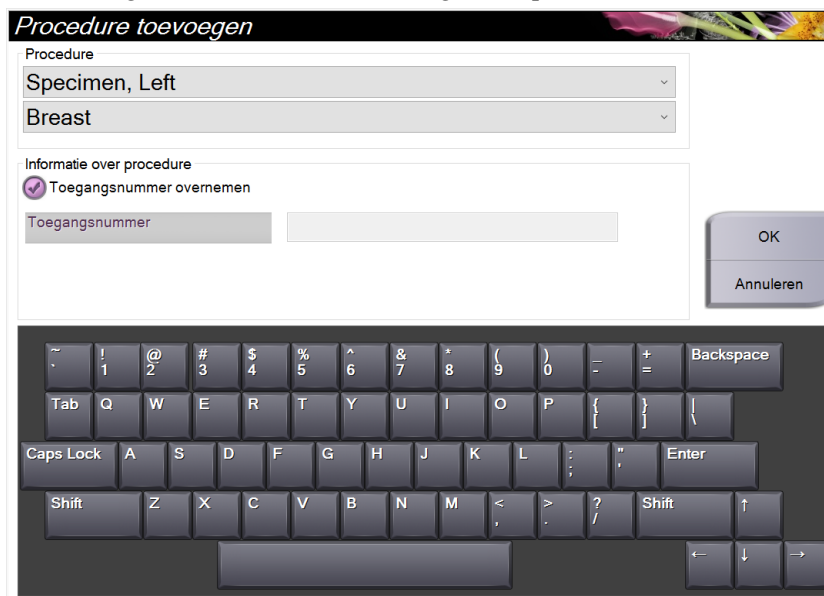 Procedure toevoegen
Procedure
Specimen, Left
Breast
Informatie over procedure
Toegangsnummer overnemen
Toegangsnummer
OK
Annuleren
~ ! @ # $ % ^ & * ( ) _ + Backspace
` 1 2 3 4 5 6 7 8 9 0 - =
Tab Q W E R T Y U I O P { } |
[ ] \
Caps Lock A S D F G H J K L : " Enter
; '
Shift Z X C V B N M < > ? Shift ↑
, . /
← ↓ →